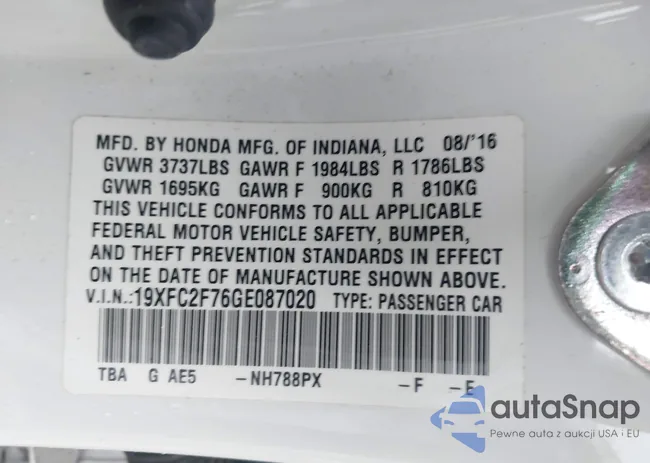 MFD. BY HONDA MFG. OF INDIANA, LLC 08/'16
GVWR 3737LBS GAWR F 1984LBS R 1786LBS
GVWR 1695KG GAWR F 900KG R 810KG
THIS VEHICLE CONFORMS TO ALL APPLICABLE
FEDERAL MOTOR VEHICLE SAFETY, BUMPER,
AND THEFT PREVENTION STANDARDS IN EFFECT
ON THE DATE OF MANUFACTURE SHOWN ABOVE.
V.I.N.:19XFC2F76GE087020 TYPE: PASSENGER CAR
TBA G AE5 -NH788PX -F -E
autaSnap
Pewne auta z aukcji USA i EU